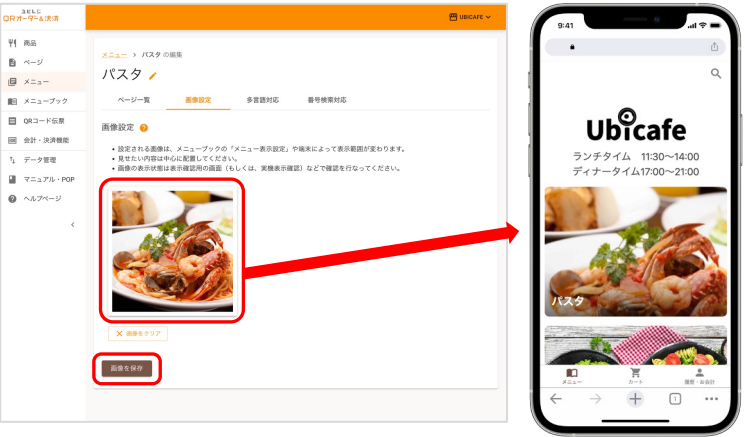 ユビレジ
QRオーダー&決済
UBICAFE
商品
ページ
メニュー
メニューブック
QRコード伝票
会計・決済機能
データ管理
マニュアル・POP
ヘルプページ
メニュー › パスタ の編集
パスタ
ページ一覧 画像設定 多言語対応 番号検索対応
画像設定
• 設定される画像は、メニューブックの「メニュー表示設定」や端末によって表示範囲が変わります。
• 見せたい内容は中心に配置してください。
• 画像の表示状態は表示確認用の画面（もしくは、実機表示確認）などで確認を行なってください。
× 画像をクリア
画像を保存
9:41
Ubicafe
ランチタイム 11:30〜14:00
ディナータイム17:00〜21:00
パスタ
メニュー カート 履歴・お会計
1